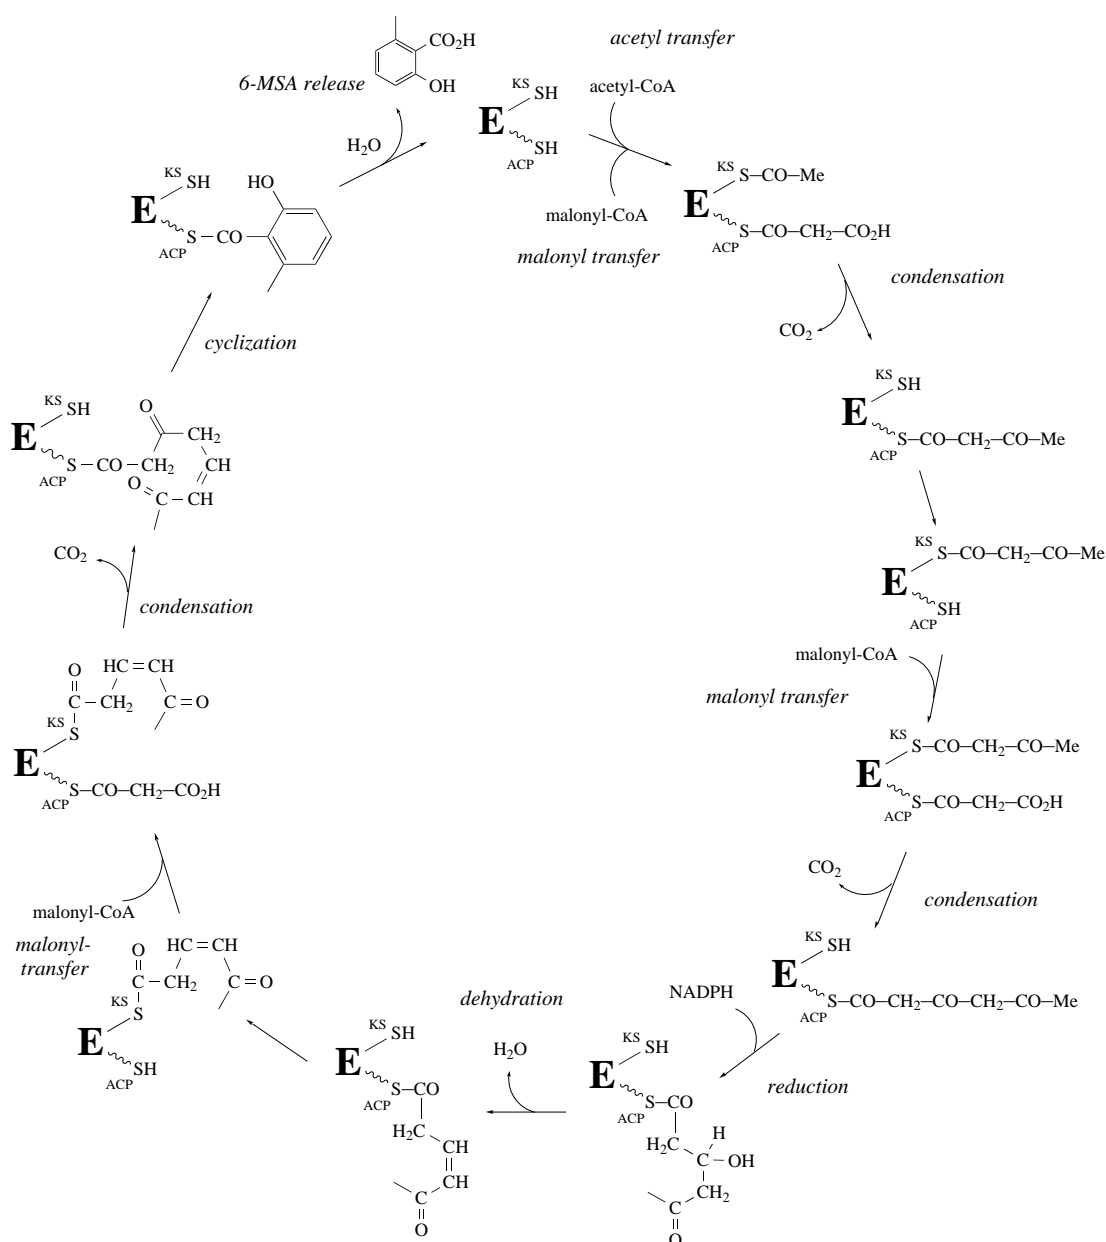 acetyl transfer
CO₂H
OH
6-MSA release
KS
SH
E
SH
ACP
acetyl-CoA
H₂O
malonyl-CoA
malonyl transfer
KS
S–CO–Me
E
S–CO–CH₂–CO₂H
ACP
condensation
CO₂
KS
SH
E
S–CO–CH₂–CO–Me
ACP
KS
S–CO–CH₂–CO–Me
E
SH
ACP
malonyl-CoA
malonyl transfer
KS
S–CO–CH₂–CO–Me
E
S–CO–CH₂–CO₂H
ACP
CO₂
condensation
KS
SH
E
S–CO–CH₂–CO–CH₂–CO–Me
ACP
NADPH
reduction
KS
SH
E
S–CO
ACP
H₂C
H
C–OH
CH₂
C
O
dehydration
H₂O
KS
SH
E
S–CO
ACP
H₂C
CH
CH
C
O
O
HC=CH
C–CH₂
C=O
KS
S
E
SH
ACP
malonyl-CoA
malonyl-
transfer
O
HC=CH
C–CH₂
C=O
KS
S
E
S–CO–CH₂–CO₂H
ACP
condensation
CO₂
KS
SH
E
S–CO–CH₂
ACP
O
CH₂
CH
O
C–CH
cyclization
KS
SH
HO
E
S–CO
ACP